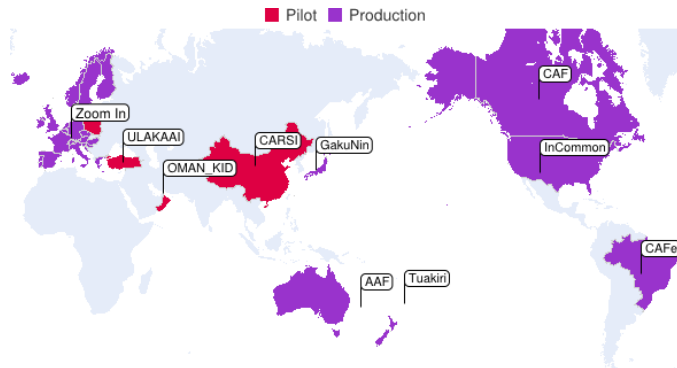 Pilot Production
CAF
Zoom In
ULAKAAI
CARSI
GakuNin
InCommon
OMAN_KID
CAFe
AAF
Tuakiri